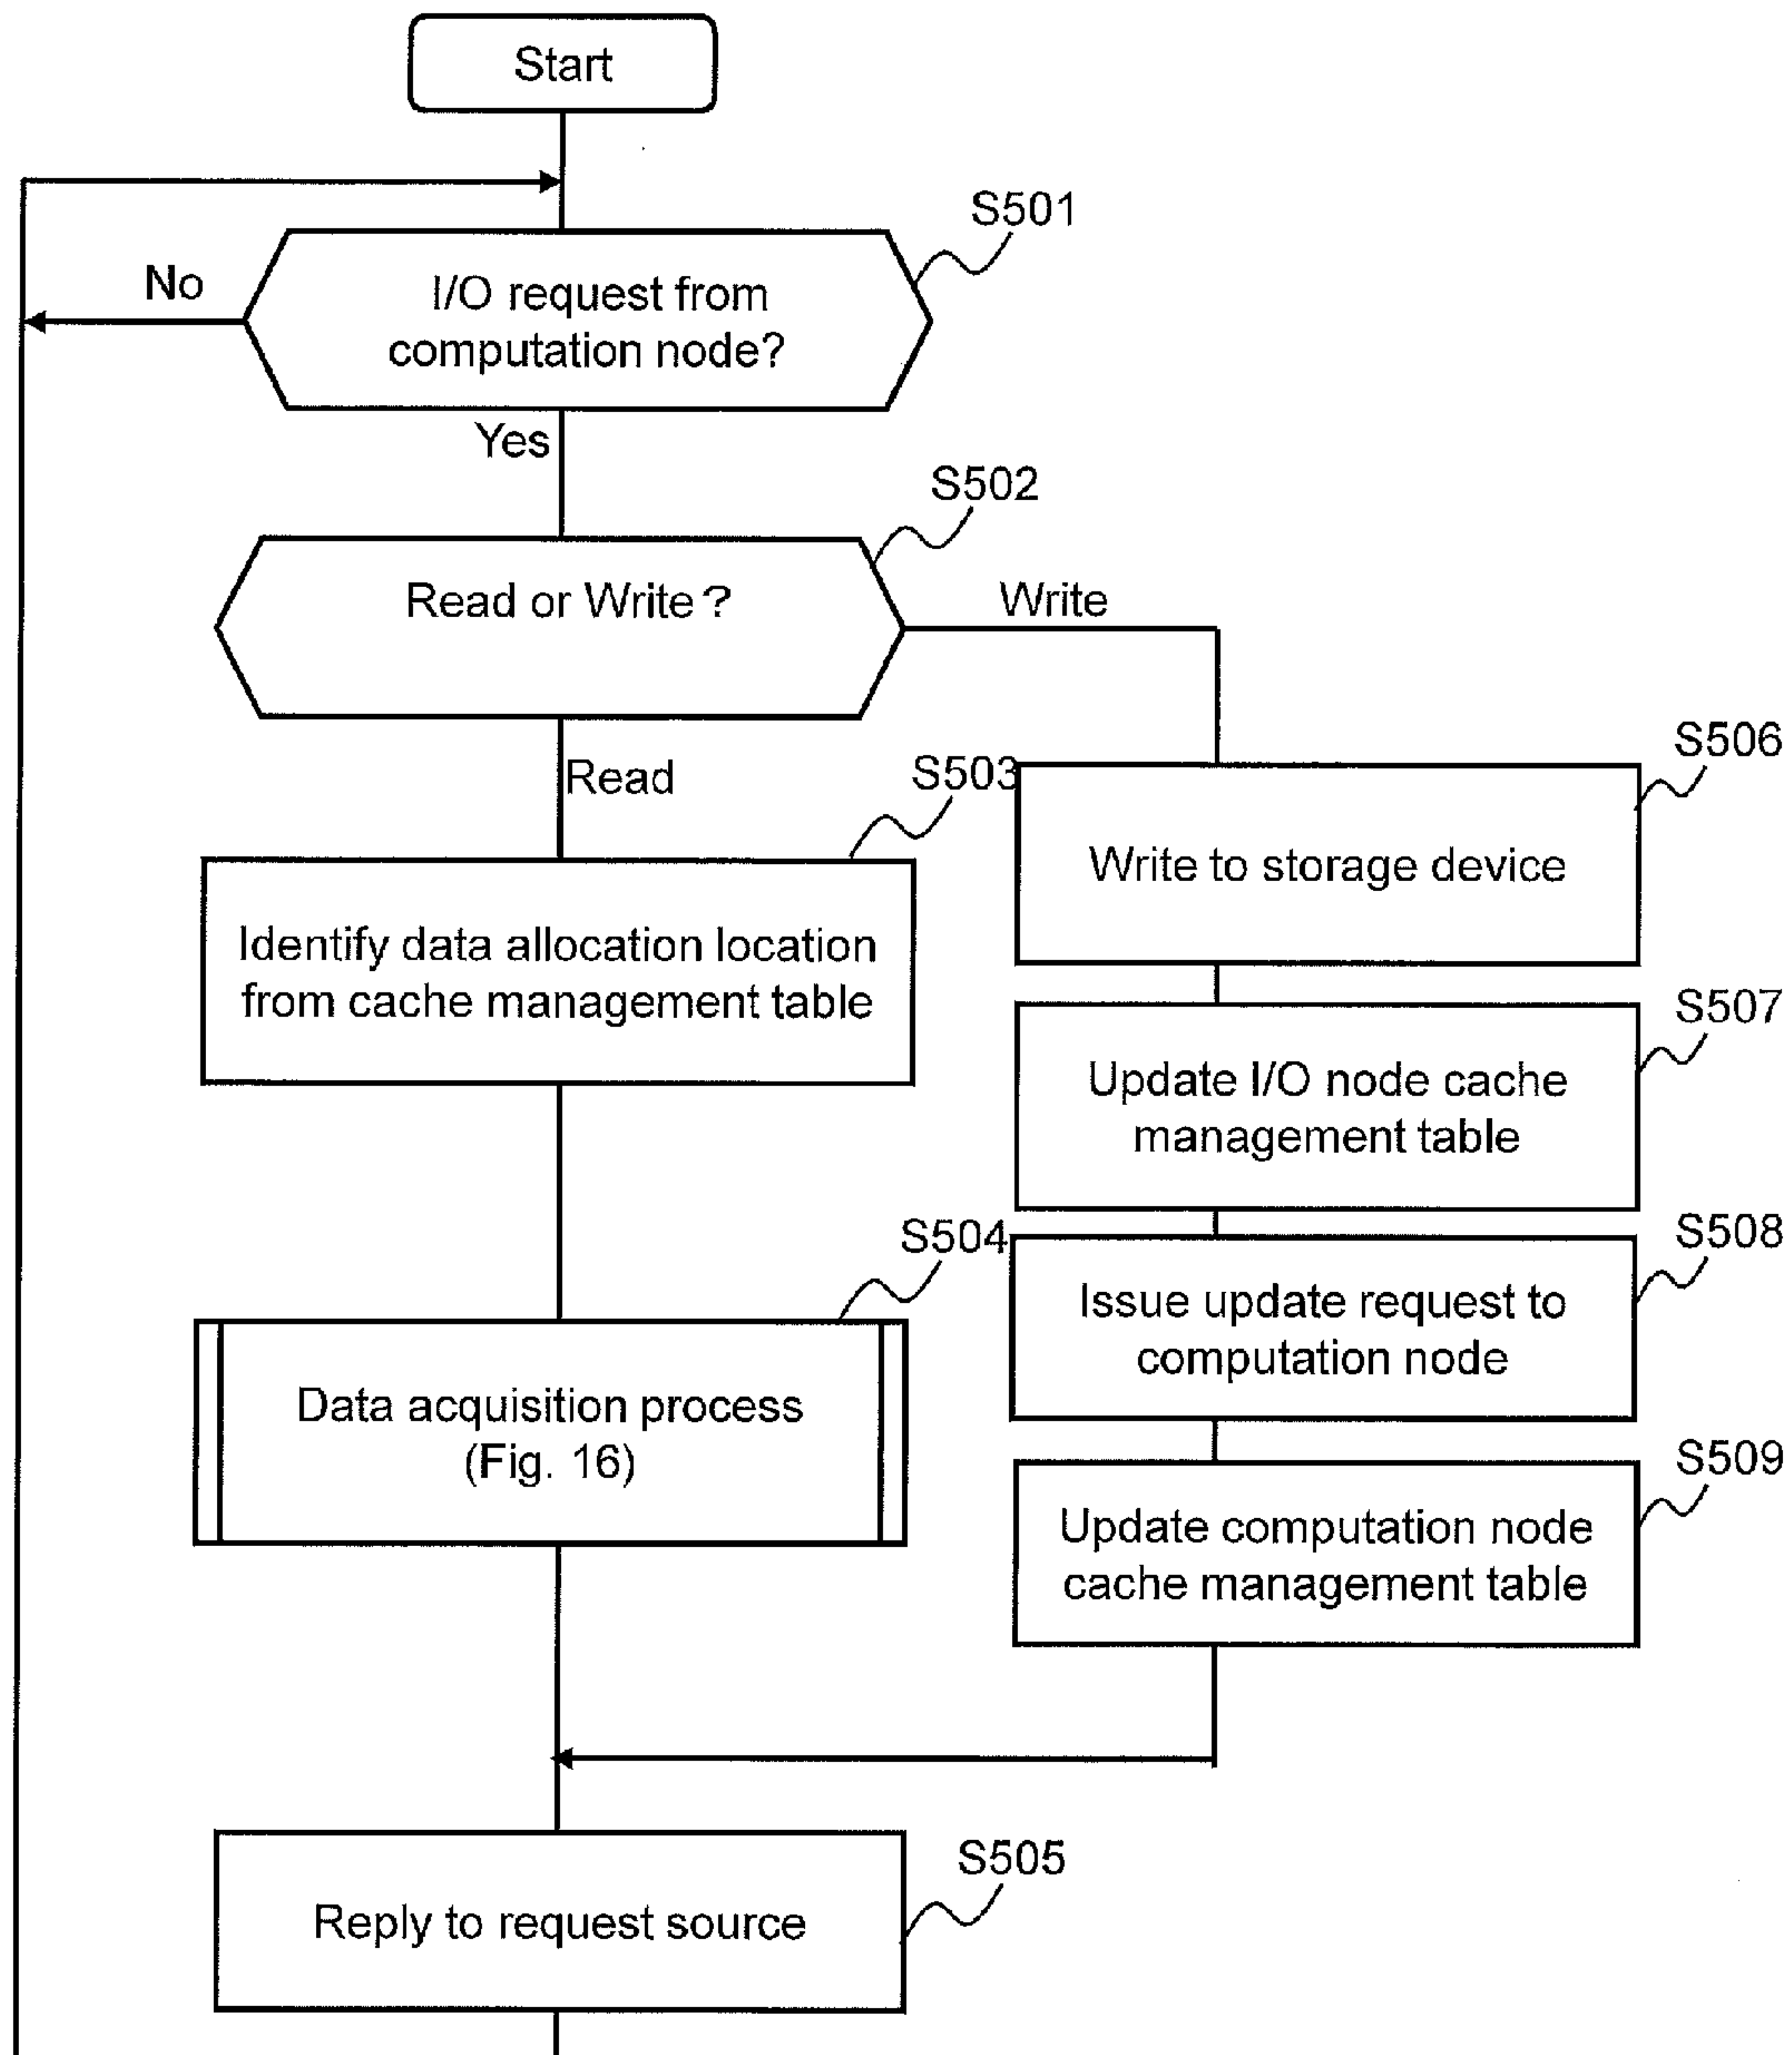 Start
S501
No
I/O request from
computation node?
Yes
S502
Read or Write?
Write
Read
S503
S506
Write to storage device
Identify data allocation location
from cache management table
S507
Update I/O node cache
management table
S504
S508
Issue update request to
computation node
Data acquisition process
(Fig. 16)
S509
Update computation node
cache management table
S505
Reply to request source